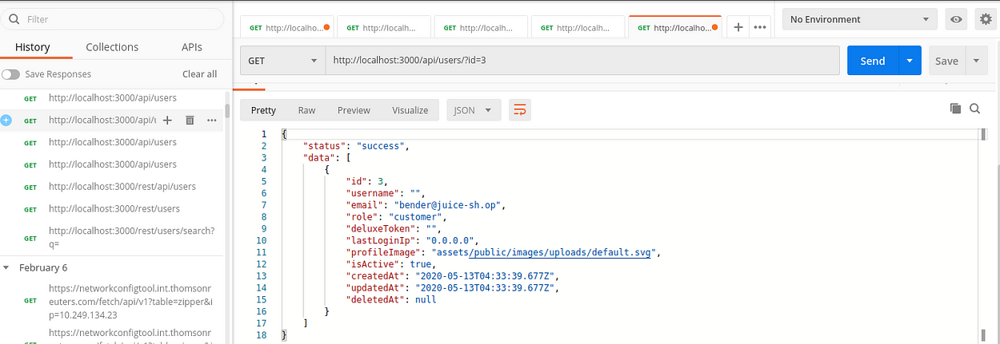 Filter
History Collections APIs
Save Responses Clear all
GET http://localhost:3000/api/users
GET http://localhost:3000/api/u
GET http://localhost:3000/api/users
GET http://localhost:3000/api/users
GET http://localhost:3000/rest/api/users
GET http://localhost:3000/rest/users
GET http://localhost:3000/rest/users/search?
q=
February 6
https://networkconfigtool.int.thomsonr
GET euters.com/fetch/api/v1?table=zipper&i
p=10.249.134.23
https://networkconfigtool.int.thomsonr
GET http://localho... GET http://localh... GET http://localh... GET http://localh... GET http://localho...
No Environment
GET http://localhost:3000/api/users/?id=3 Send Save
Pretty Raw Preview Visualize JSON
1 {
2 "status": "success",
3 "data": [
4 {
5 "id": 3,
6 "username": "",
7 "email": "bender@juice-sh.op",
8 "role": "customer",
9 "deluxeToken": "",
10 "lastLoginIp": "0.0.0.0",
11 "profileImage": "assets/public/images/uploads/default.svg",
12 "isActive": true,
13 "createdAt": "2020-05-13T04:33:39.677Z",
14 "updatedAt": "2020-05-13T04:33:39.677Z",
15 "deletedAt": null
16 }
17 ]
18 }